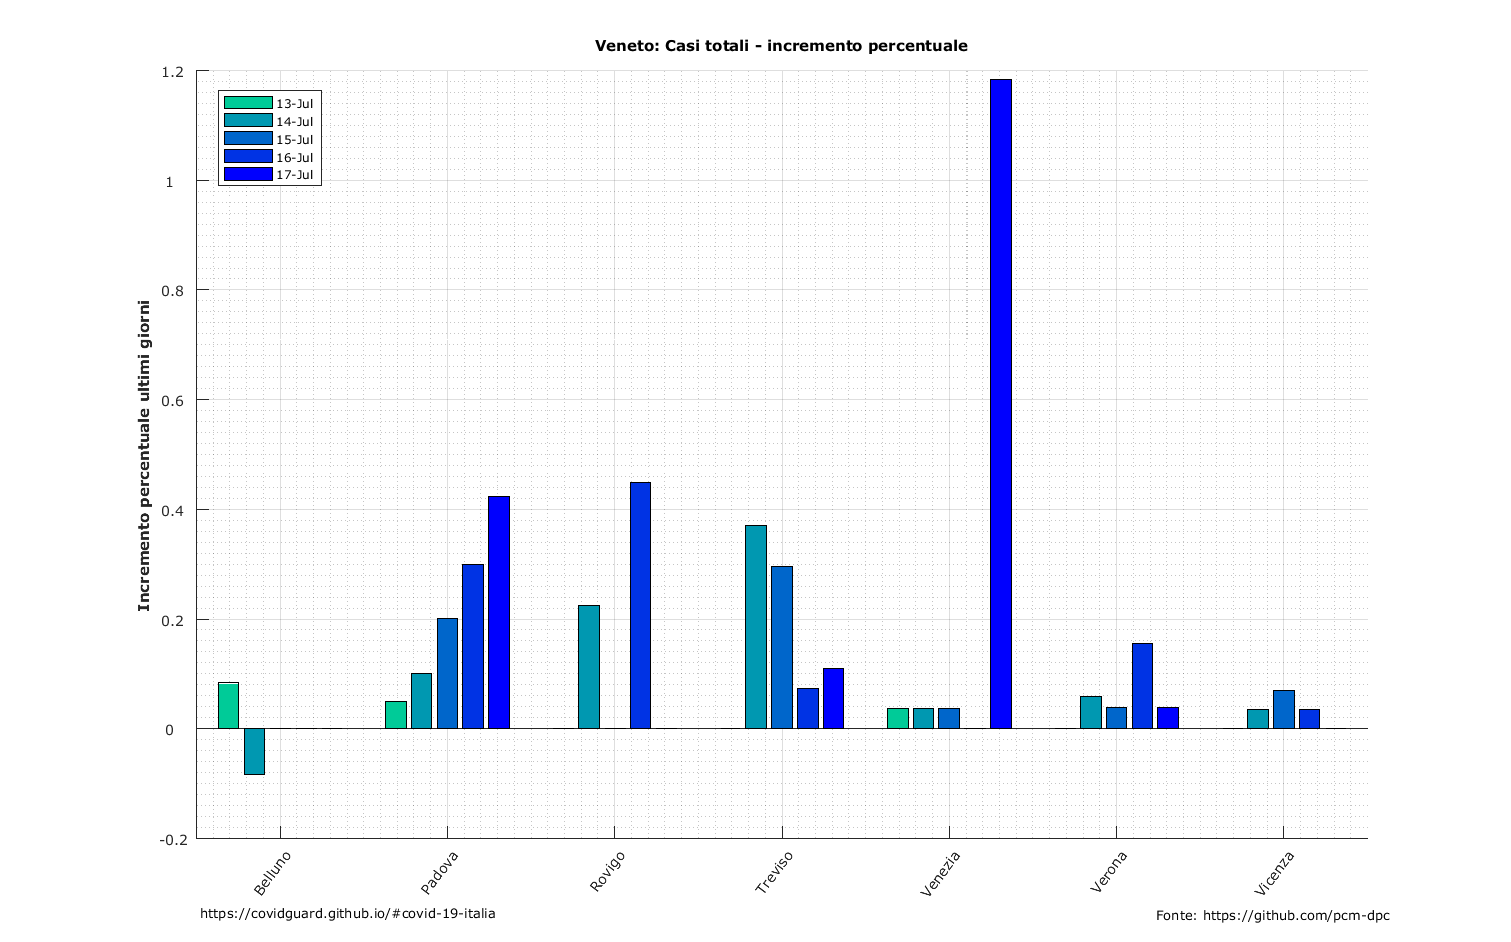 Veneto: Casi totali - incremento percentuale
1.2
1
0.8
0.6
0.4
0.2
0
-0.2
Incremento percentuale ultimi giorni
13-Jul
14-Jul
15-Jul
16-Jul
17-Jul
Belluno
Padova
Rovigo
Treviso
Venezia
Verona
Vicenza
https://covidguard.github.io/#covid-19-italia
Fonte: https://github.com/pcm-dpc